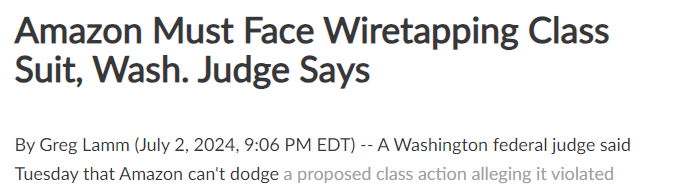 Amazon Must Face Wiretapping Class
Suit, Wash. Judge Says
By Greg Lamm (July 2, 2024, 9:06 PM EDT) -- A Washington federal judge said
Tuesday that Amazon can't dodge a proposed class action alleging it violated